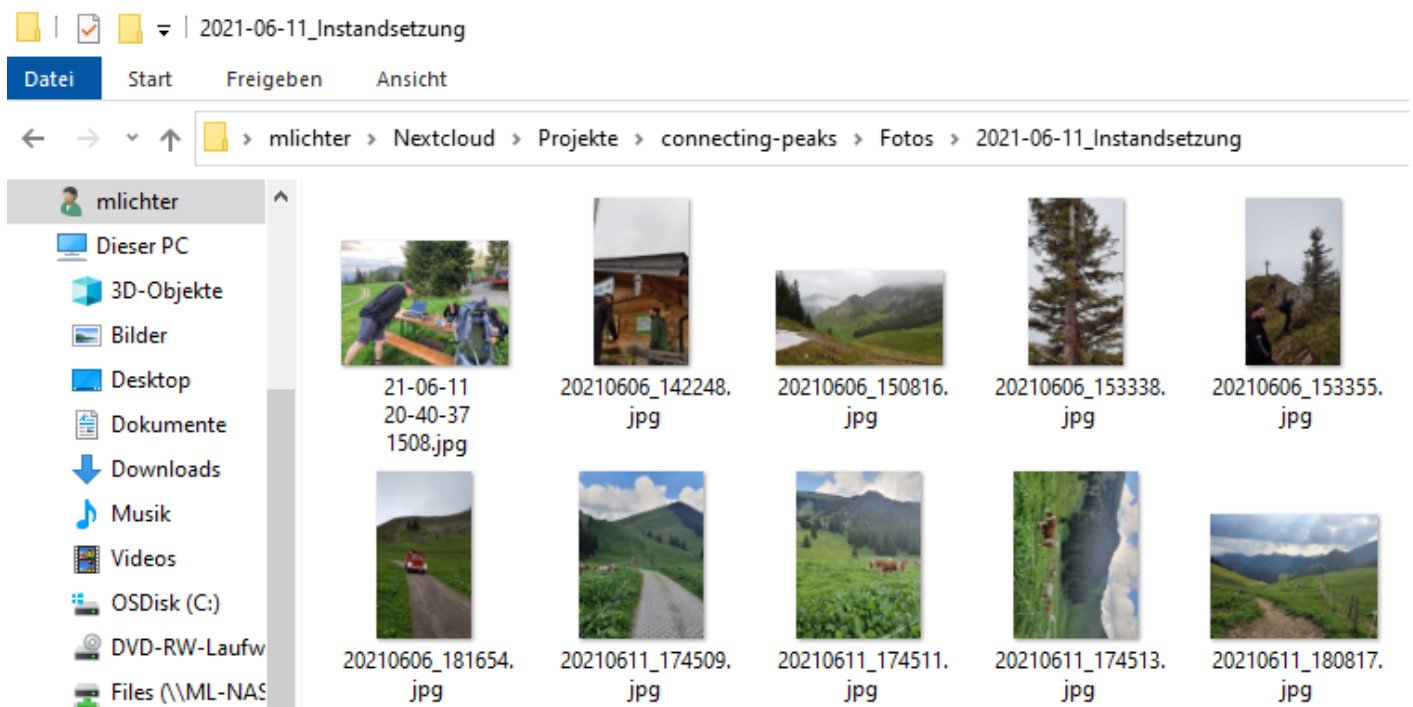 2021-06-11_Instandsetzung
Datei Start Freigeben Ansicht
mlichter > Nextcloud > Projekte > connecting-peaks > Fotos > 2021-06-11_Instandsetzung
mlichter
Dieser PC
3D-Objekte
Bilder
Desktop
Dokumente
Downloads
Musik
Videos
OSDisk (C:)
DVD-RW-Laufw
Files (\\ML-NAS
21-06-11
20-40-37
1508.jpg
20210606_142248.
jpg
20210606_150816.
jpg
20210606_153338.
jpg
20210606_153355.
jpg
20210606_181654.
jpg
20210611_174509.
jpg
20210611_174511.
jpg
20210611_174513.
jpg
20210611_180817.
jpg